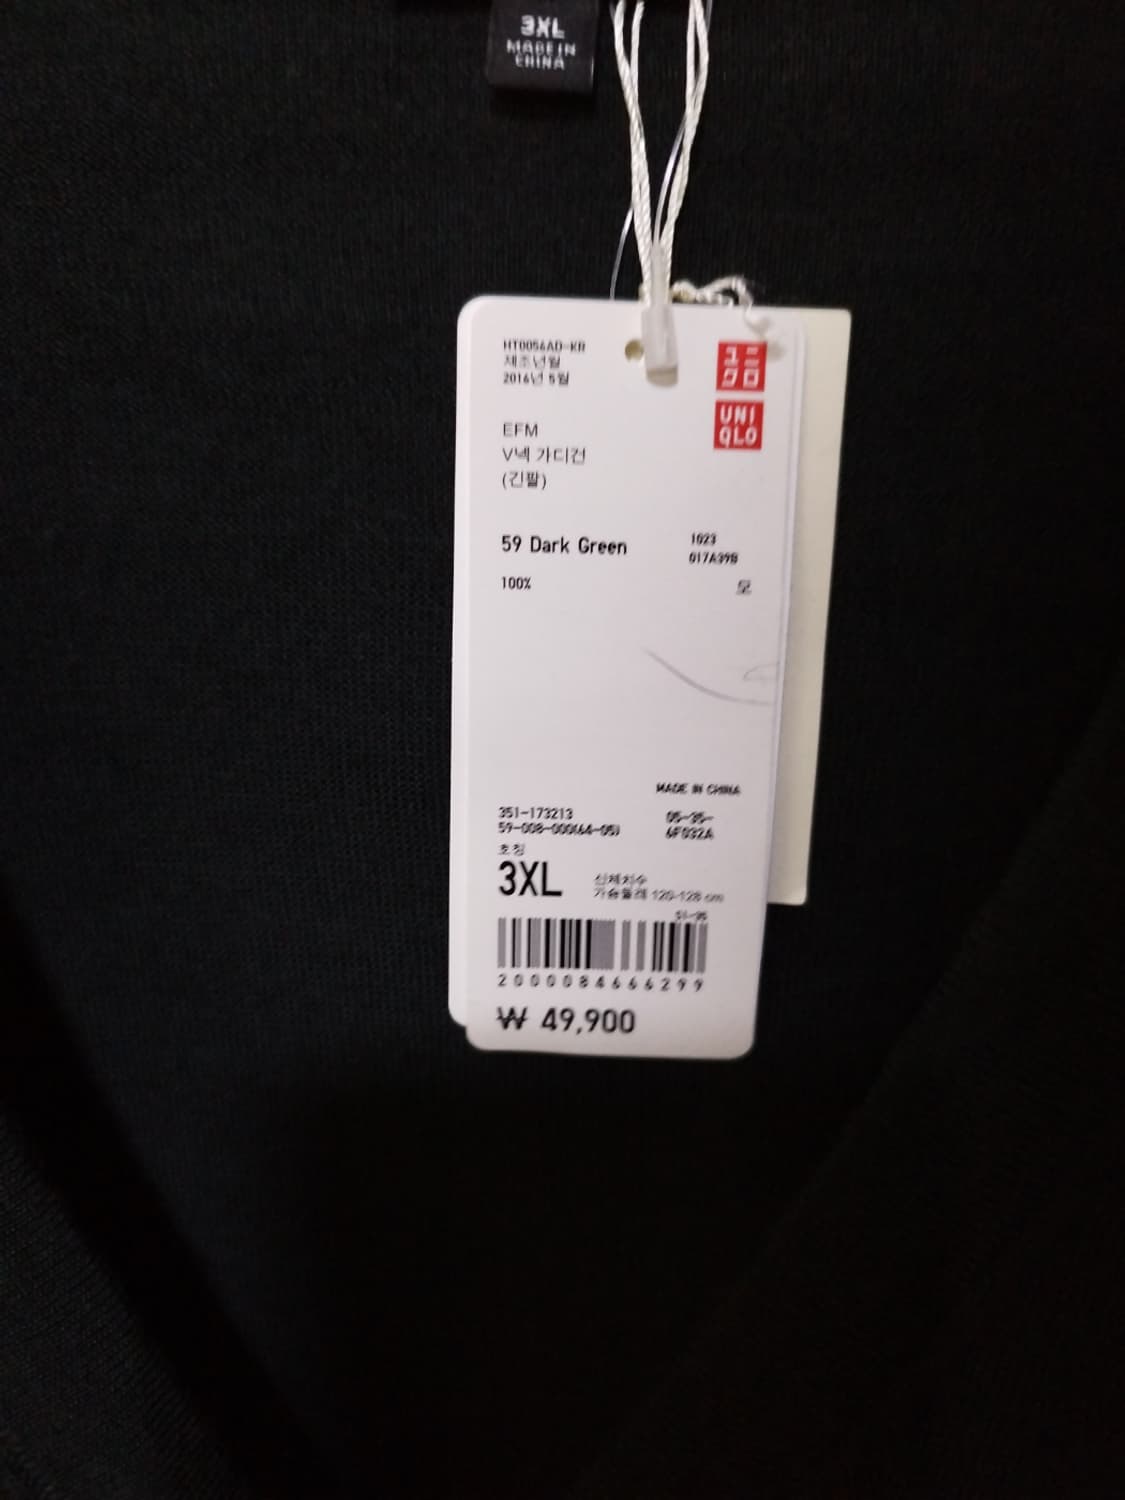 3XL
MADE IN
CHINA
HT0056AD-KR
제조년월
2016년 5월
유니
클로
UNI
QLO
EFM
V넥 가디건
(긴팔)
59 Dark Green
1023
017A39B
100%
모
MADE IN CHINA
351-173213
59-008-000(64-05)
05-35-
6F032A
호칭
3XL
신체치수
가슴둘레 120-128 cm
2000084666299
₩ 49,900